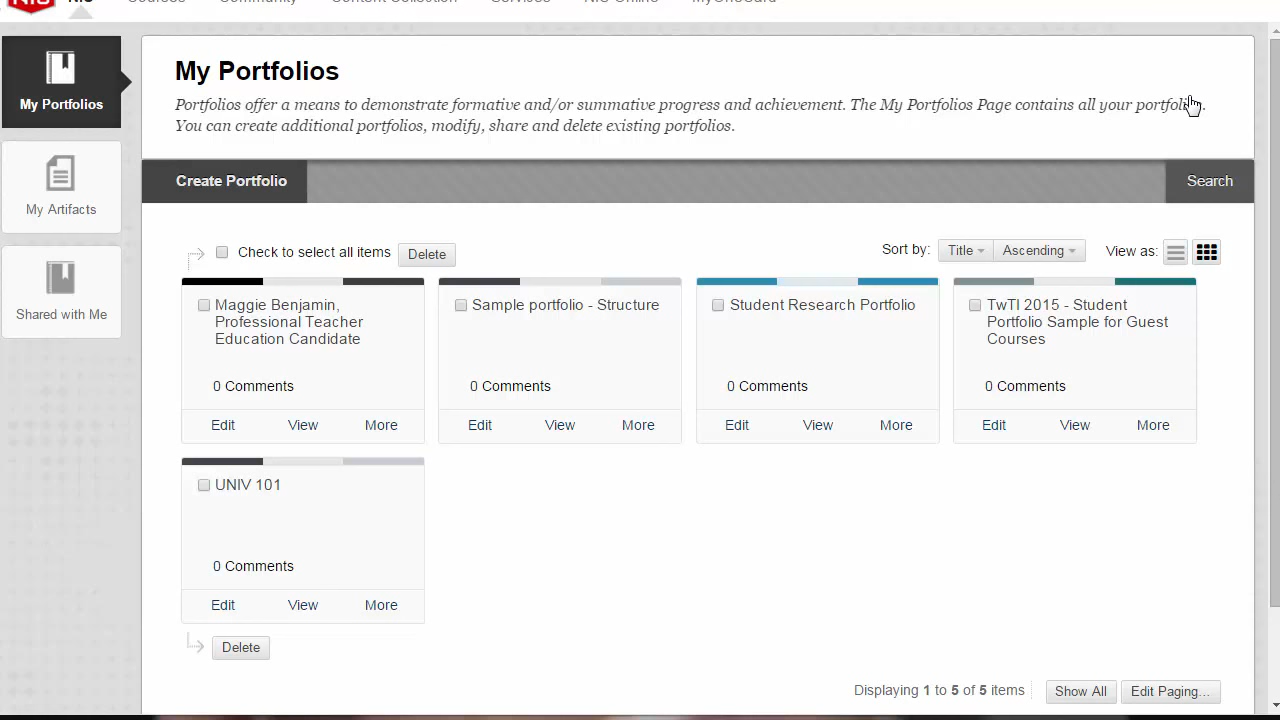 My Portfolios
My Portfolios
Portfolios offer a means to demonstrate formative and/or summative progress and achievement. The My Portfolios Page contains all your
You can create additional portfolios, modify, share and delete existing portfolios.
Create Portfolio
Search
My Artifacts
Shared with Me
Check to select all items
Delete
Sort by:
Title
Ascending
View as:
Maggie Benjamin,
Professional Teacher
Education Candidate
0 Comments
Edit View More
Sample portfolio - Structure
0 Comments
Edit View More
Student Research Portfolio
0 Comments
Edit View More
TwTI 2015 - Student
Portfolio Sample for Guest
Courses
0 Comments
Edit View More
UNIV 101
0 Comments
Edit View More
Delete
Displaying 1 to 5 of 5 items
Show All
Edit Paging...